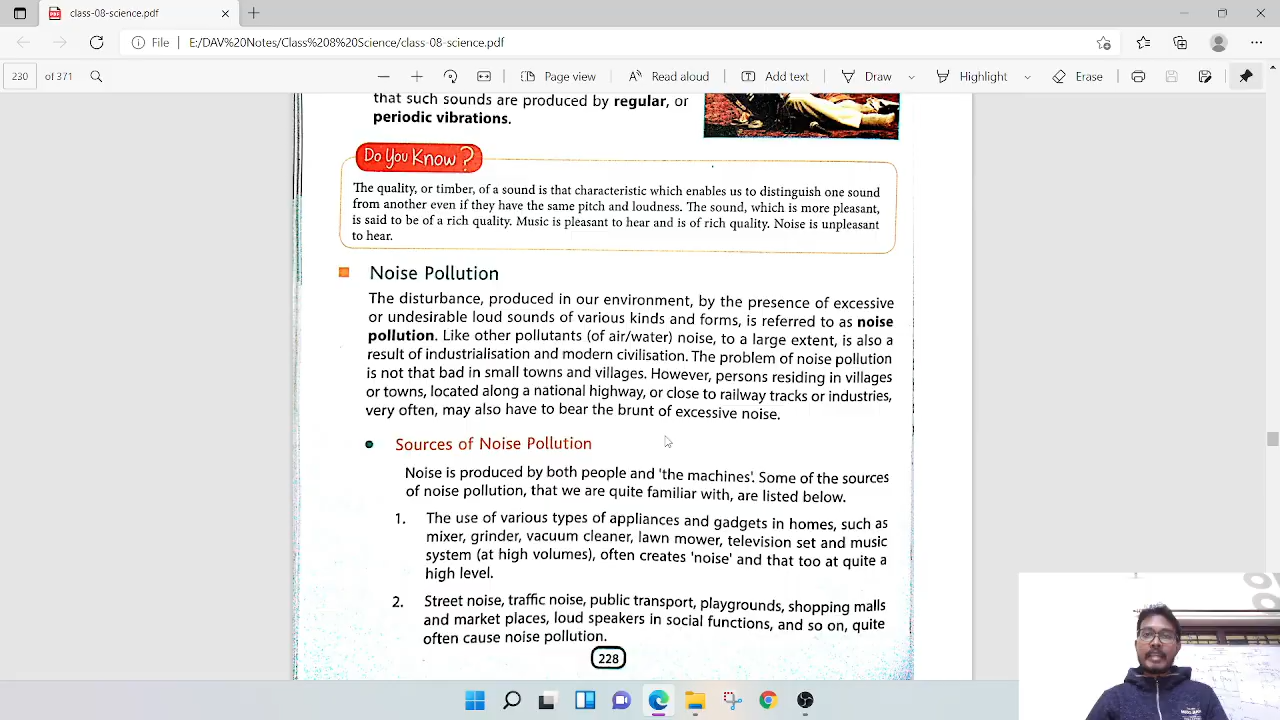 class-08-science.pdf
File | E:/DAV%20Notes/Class%208%20Science/class-08-science.pdf
230 of 371 Page view Read aloud Add text Draw Highlight Erase
that such sounds are produced by regular, or
periodic vibrations.
Do You Know?
The quality, or timber, of a sound is that characteristic which enables us to distinguish one sound
from another even if they have the same pitch and loudness. The sound, which is more pleasant,
is said to be of a rich quality. Music is pleasant to hear and is of rich quality. Noise is unpleasant
to hear.
Noise Pollution
The disturbance, produced in our environment, by the presence of excessive
or undesirable loud sounds of various kinds and forms, is referred to as noise
pollution. Like other pollutants (of air/water) noise, to a large extent, is also a
result of industrialisation and modern civilisation. The problem of noise pollution
is not that bad in small towns and villages. However, persons residing in villages
or towns, located along a national highway, or close to railway tracks or industries,
very often, may also have to bear the brunt of excessive noise.
Sources of Noise Pollution
Noise is produced by both people and 'the machines'. Some of the sources
of noise pollution, that we are quite familiar with, are listed below.
1. The use of various types of appliances and gadgets in homes, such as
mixer, grinder, vacuum cleaner, lawn mower, television set and music
system (at high volumes), often creates 'noise' and that too at quite a
high level.
2. Street noise, traffic noise, public transport, playgrounds, shopping malls
and market places, loud speakers in social functions, and so on, quite
often cause noise pollution.
228